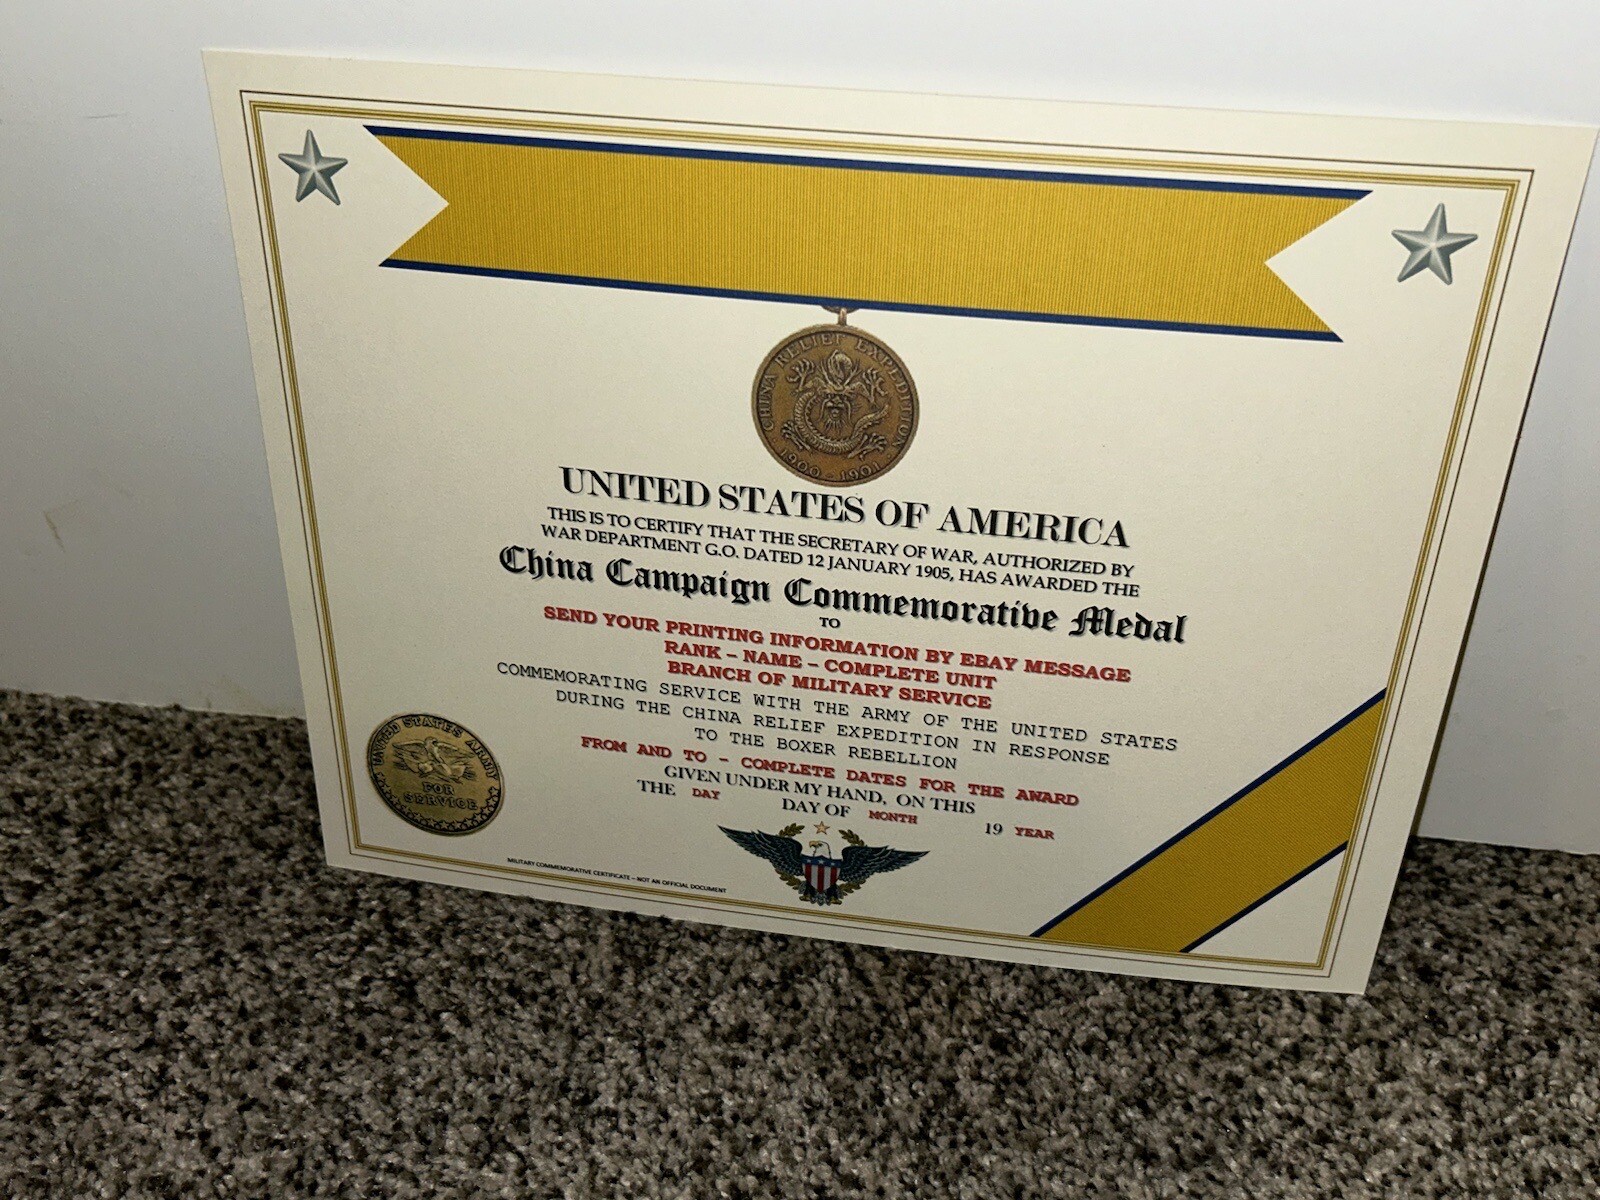 CHINA RELIEF EXPEDITION
1900 - 1901
UNITED STATES OF AMERICA
THIS IS TO CERTIFY THAT THE SECRETARY OF WAR, AUTHORIZED BY
WAR DEPARTMENT G.O. DATED 12 JANUARY 1905, HAS AWARDED THE
China Campaign Commemorative Medal
TO
SEND YOUR PRINTING INFORMATION BY EBAY MESSAGE
RANK – NAME – COMPLETE UNIT
BRANCH OF MILITARY SERVICE
COMMEMORATING SERVICE WITH THE ARMY OF THE UNITED STATES
DURING THE CHINA RELIEF EXPEDITION IN RESPONSE
TO THE BOXER REBELLION
FROM AND TO – COMPLETE DATES FOR THE AWARD
GIVEN UNDER MY HAND, ON THIS
THE DAY DAY OF MONTH 19 YEAR
UNITED STATES ARMY
FOR
SERVICE
MILITARY COMMEMORATIVE CERTIFICATE – NOT AN OFFICIAL DOCUMENT